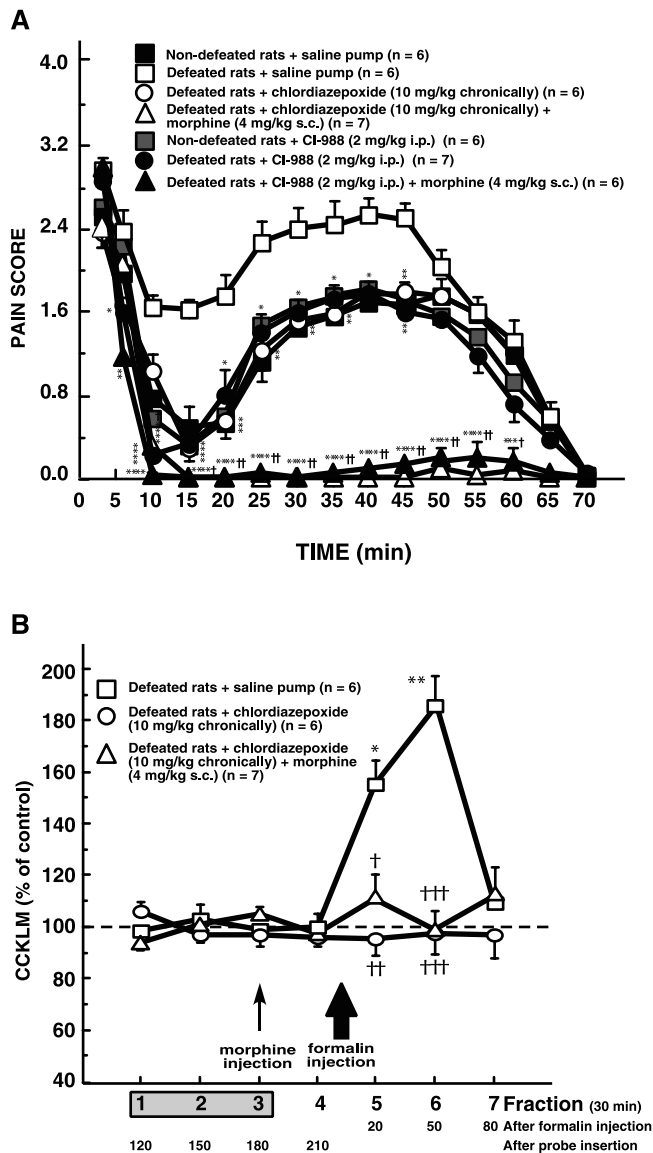 A
4.0
3.2
2.4
1.6
0.8
0.0
PAIN SCORE
Non-defeated rats + saline pump (n = 6)
Defeated rats + saline pump (n = 6)
Defeated rats + chlordiazepoxide (10 mg/kg chronically) (n = 6)
Defeated rats + chlordiazepoxide (10 mg/kg chronically) +
morphine (4 mg/kg s.c.) (n = 7)
Non-defeated rats + CI-988 (2 mg/kg i.p.) (n = 6)
Defeated rats + CI-988 (2 mg/kg i.p.) (n = 7)
Defeated rats + CI-988 (2 mg/kg i.p.) + morphine (4 mg/kg s.c.) (n = 6)
0 5 10 15 20 25 30 35 40 45 50 55 60 65 70
TIME (min)
B
200
180
160
140
120
100
80
60
40
CCKLM (% of control)
Defeated rats + saline pump (n = 6)
Defeated rats + chlordiazepoxide
(10 mg/kg chronically) (n = 6)
Defeated rats + chlordiazepoxide
(10 mg/kg chronically) + morphine
(4 mg/kg s.c.) (n = 7)
*
**
†
†††
††
†††
morphine
injection
formalin
injection
1 2 3 4 5 6 7 Fraction (30 min)
20 50 80 After formalin injection
120 150 180 210 After probe insertion